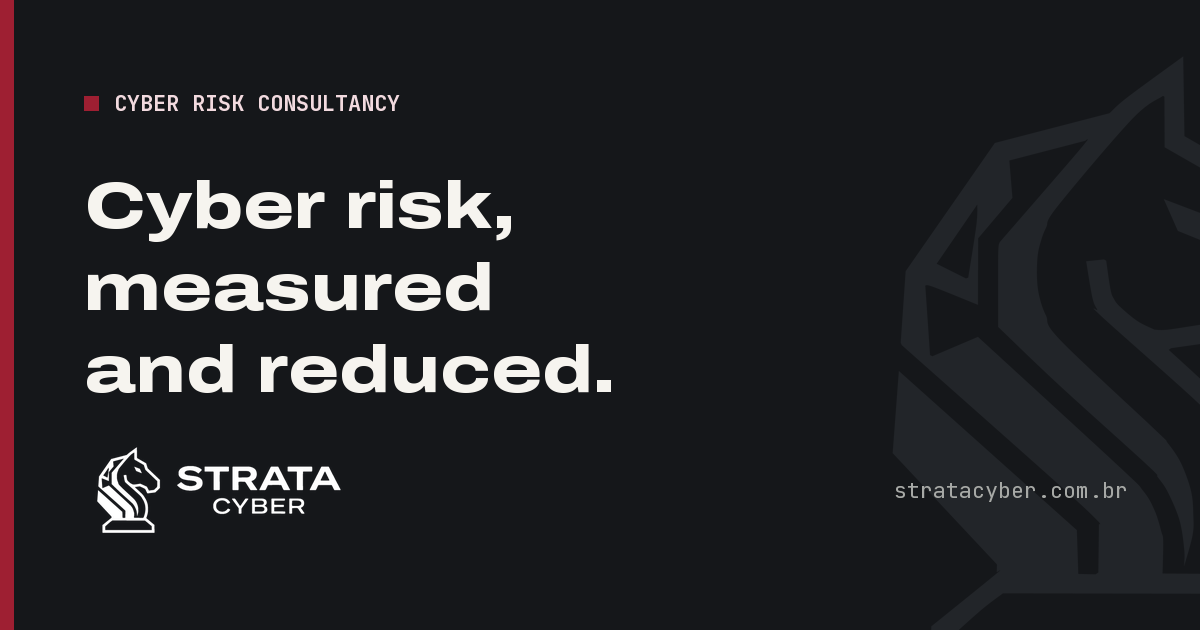 CYBER RISK CONSULTANCY
Cyber risk,
measured
and reduced.
STRATA
CYBER
stratacyber.com.br